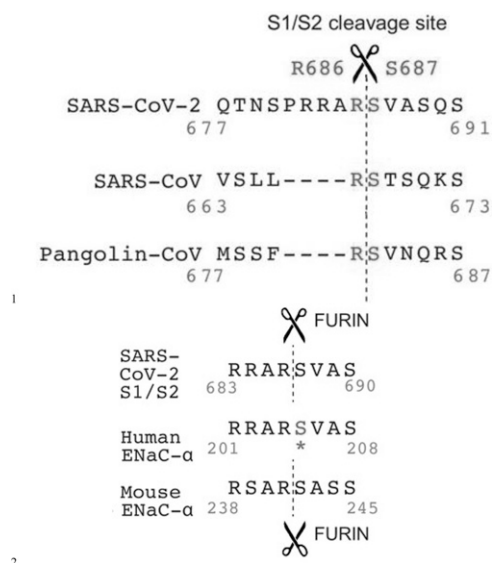 S1/S2 cleavage site
R686 S687
SARS-CoV-2 QTNSPRRARSVASQS
677 691
SARS-CoV VSLL----RSTSQKS
663 673
Pangolin-CoV MSSF----RSVNQRS
677 687
1
FURIN
SARS-
CoV-2 RRARSVAS
S1/S2 683 690
Human RRARSVAS
ENaC-α 201 * 208
Mouse RSARSASS
ENaC-α 238 245
FURIN
2